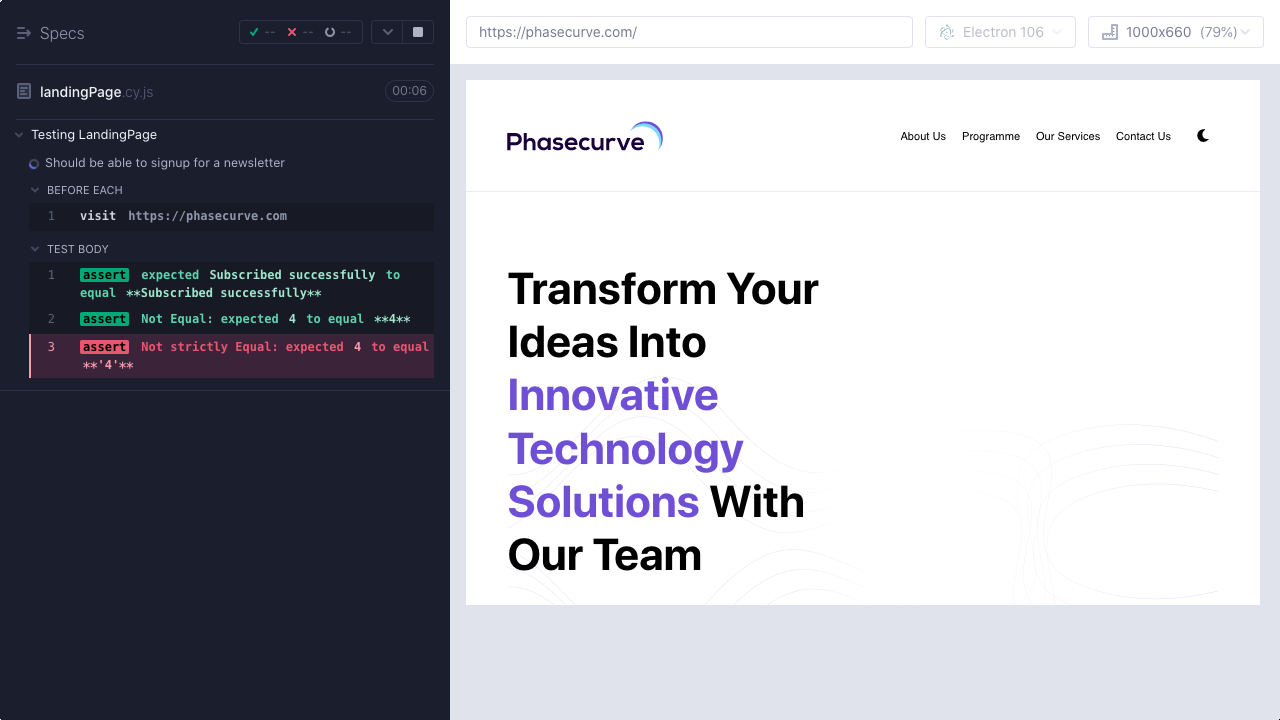 Specs
--
--
--
landingPage.cy.js
00:06
Testing LandingPage
Should be able to signup for a newsletter
BEFORE EACH
1 visit https://phasecurve.com
TEST BODY
1 assert expected Subscribed successfully to
equal **Subscribed successfully**
2 assert Not Equal: expected 4 to equal **4**
3 assert Not strictly Equal: expected 4 to equal
**'4'**
https://phasecurve.com/
Electron 106
1000x660 (79%)
Phasecurve
About Us
Programme
Our Services
Contact Us
Transform Your
Ideas Into
Innovative
Technology
Solutions With
Our Team